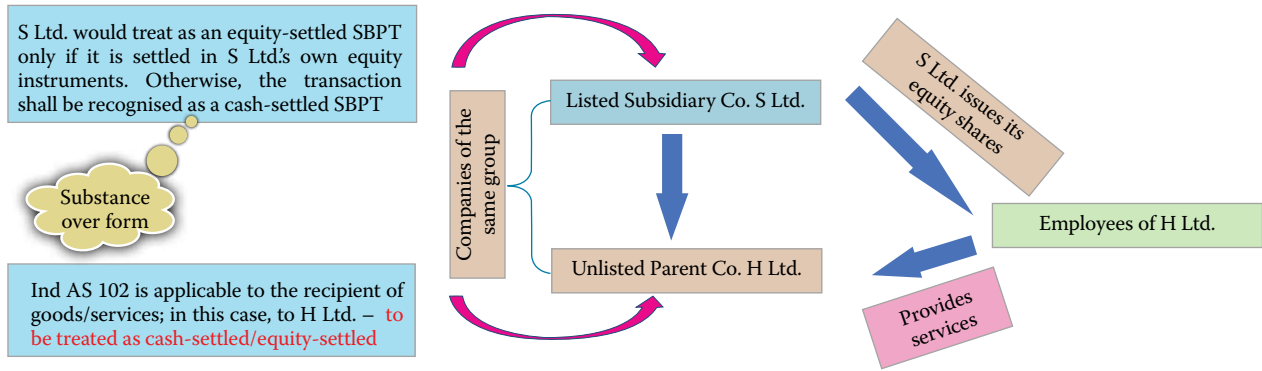 S Ltd. would treat as an equity-settled SBPT
only if it is settled in S Ltd.'s own equity
instruments. Otherwise, the transaction
shall be recognised as a cash-settled SBPT
Substance
over form
Ind AS 102 is applicable to the recipient of
goods/services; in this case, to H Ltd. – to
be treated as cash-settled/equity-settled
Companies of the
same group
Listed Subsidiary Co. S Ltd.
Unlisted Parent Co. H Ltd.
S Ltd. issues its
equity shares
Employees of H Ltd.
Provides
services